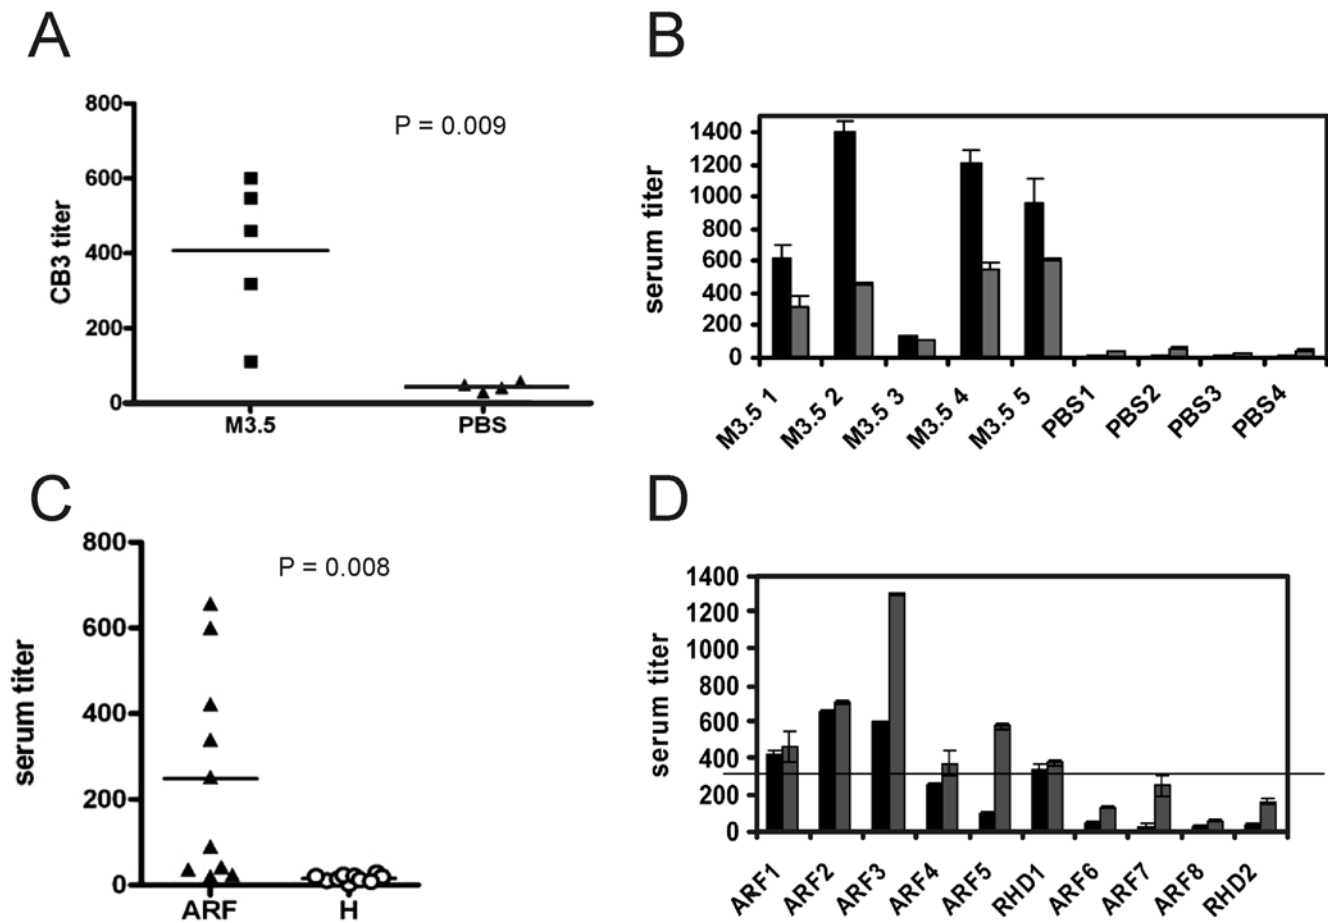 A
800
600
400
200
0
CB3 titer
P = 0.009
M3.5
PBS
B
1400
1200
1000
800
600
400
200
0
serum titer
M3.5 1
M3.5 2
M3.5 3
M3.5 4
M3.5 5
PBS1
PBS2
PBS3
PBS4
C
800
600
400
200
0
serum titer
P = 0.008
ARF
H
D
1400
1200
1000
800
600
400
200
0
serum titer
ARF1
ARF2
ARF3
ARF4
ARF5
RHD1
ARF6
ARF7
ARF8
RHD2